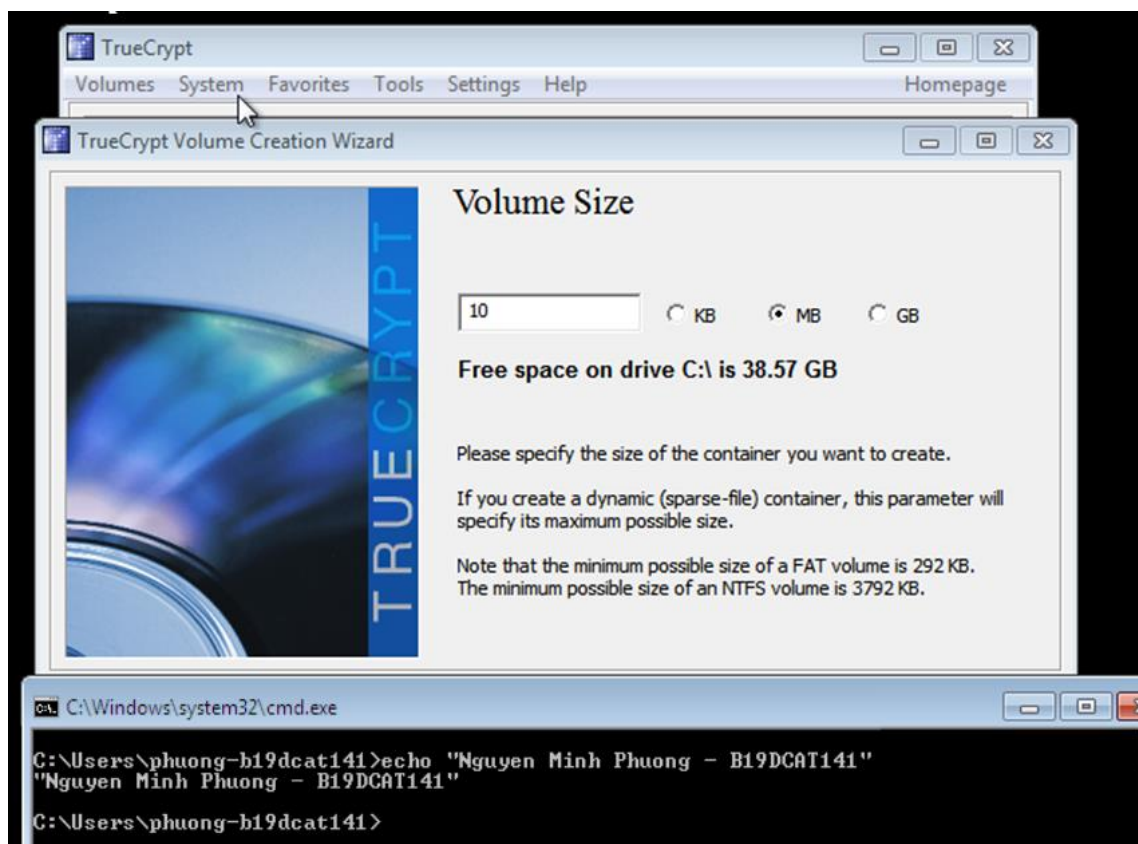 TrueCrypt
Volumes System Favorites Tools Settings Help Homepage
TrueCrypt Volume Creation Wizard
TRUECRYPT
Volume Size
10 KB MB GB
Free space on drive C:\ is 38.57 GB
Please specify the size of the container you want to create.
If you create a dynamic (sparse-file) container, this parameter will
specify its maximum possible size.
Note that the minimum possible size of a FAT volume is 292 KB.
The minimum possible size of an NTFS volume is 3792 KB.
C:\Windows\system32\cmd.exe
C:\Users\phuong-b19dcat141>echo "Nguyen Minh Phuong - B19DCAT141"
"Nguyen Minh Phuong - B19DCAT141"
C:\Users\phuong-b19dcat141>